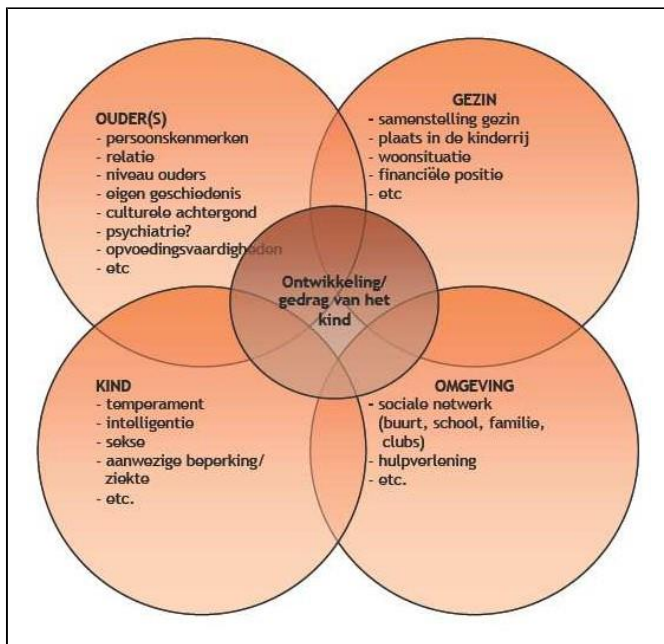 OUDER(S)
- persoonskenmerken
- relatie
- niveau ouders
- eigen geschiedenis
- culturele achtergond
- psychiatrie?
- opvoedingsvaardigheden
- etc
GEZIN
- samenstelling gezin
- plaats in de kinderrij
- woonsituatie
- financiële positie
- etc
Ontwikkeling/
gedrag van het
kind
KIND
- temperament
- intelligentie
- sekse
- aanwezige beperking/
ziekte
- etc.
OMGEVING
- sociale netwerk
(buurt, school, familie,
clubs)
- hulpverlening
- etc.